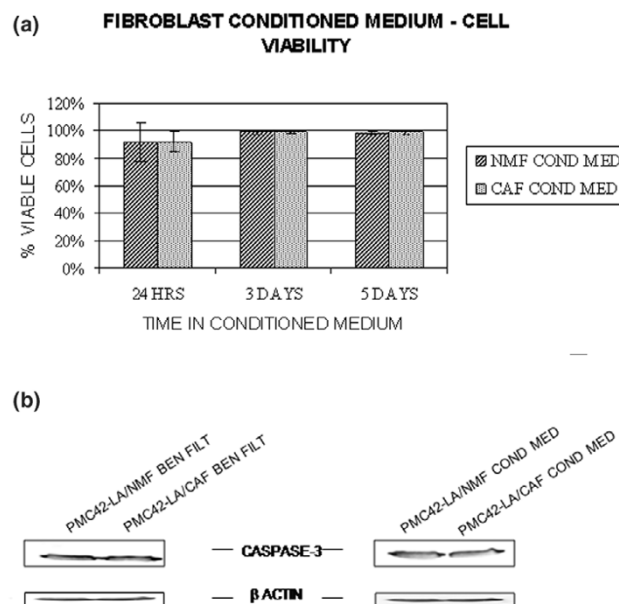 (a)
FIBROBLAST CONDITIONED MEDIUM - CELL
VIABILITY
% VIABLE CELLS
120%
100%
80%
60%
40%
20%
0%
24 HRS
3 DAYS
5 DAYS
TIME IN CONDITIONED MEDIUM
NMF COND MED
CAF COND MED
(b)
PMC42-LA/NMF BEN FILT
PMC42-LA/CAF BEN FILT
PMC42-LA/NMF COND MED
PMC42-LA/CAF COND MED
CASPASE-3
β ACTIN